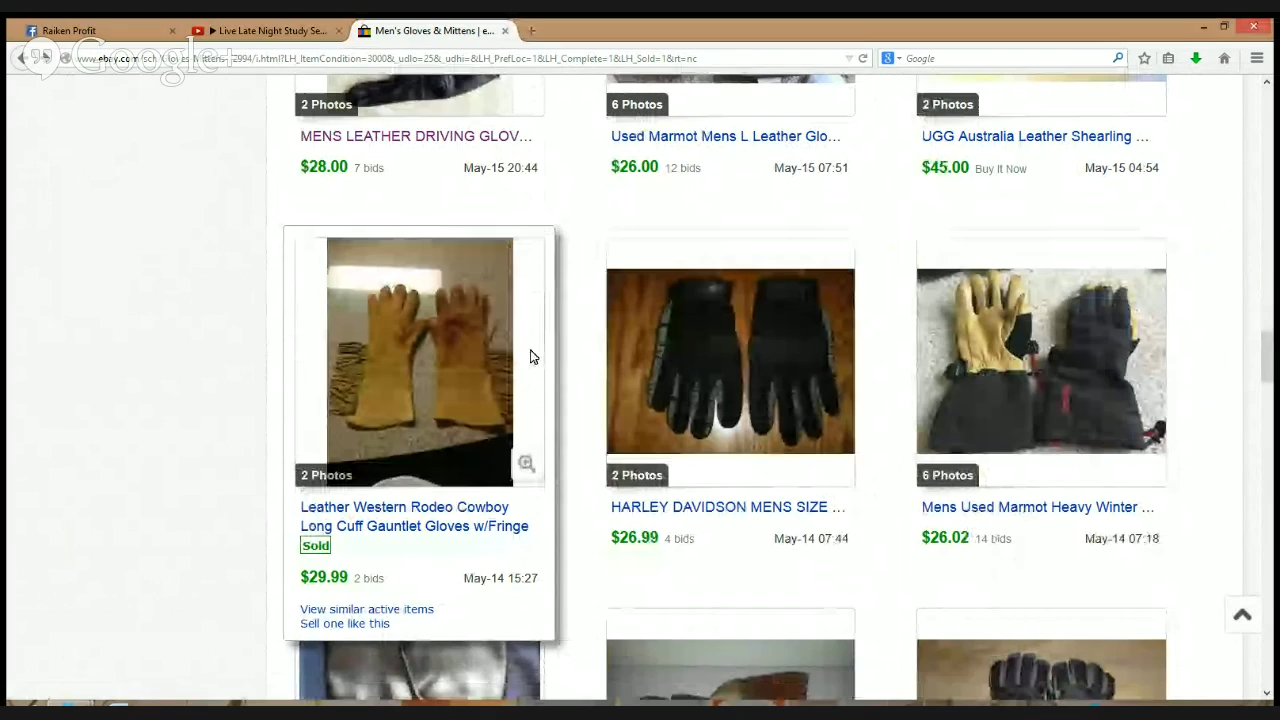 Raiken Profit
Live Late Night Study Se...
Men's Gloves & Mittens | e...
Google+
Google
2 Photos
6 Photos
2 Photos
MENS LEATHER DRIVING GLOV...
Used Marmot Mens L Leather Glo...
UGG Australia Leather Shearling ...
$28.00 7 bids May-15 20:44
$26.00 12 bids May-15 07:51
$45.00 Buy It Now May-15 04:54
2 Photos
2 Photos
6 Photos
Leather Western Rodeo Cowboy
Long Cuff Gauntlet Gloves w/Fringe
Sold
$29.99 2 bids May-14 15:27
View similar active items
Sell one like this
HARLEY DAVIDSON MENS SIZE ...
$26.99 4 bids May-14 07:44
Mens Used Marmot Heavy Winter ...
$26.02 14 bids May-14 07:18